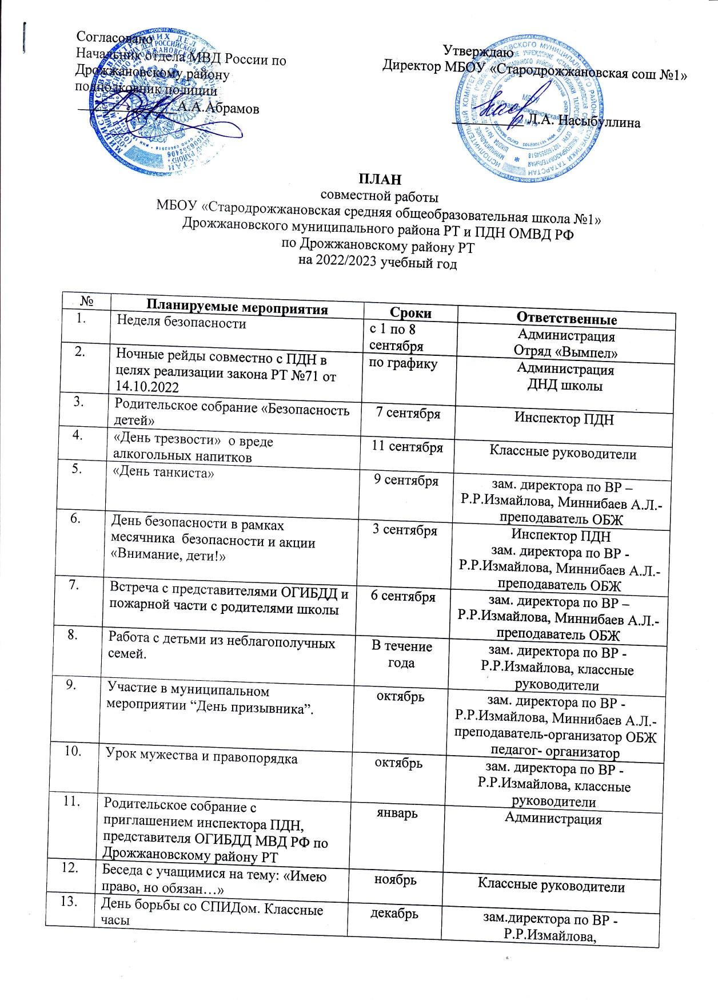 Согласовано
Начальник отдела МВД России по
Дрожжановскому району
подполковник полиции
А.А.Абрамов
Утверждаю
Директор МБОУ «Стародрожжановская сош №1»
Л.А. Насыбуллина
ПЛАН
совместной работы
МБОУ «Стародрожжановская средняя общеобразовательная школа №1»
Дрожжановского муниципального района РТ и ПДН ОМВД РФ
по Дрожжановскому району РТ
на 2022/2023 учебный год
№ Планируемые мероприятия Сроки Ответственные
1. Неделя безопасности
с 1 по 8
сентября
Администрация
Отряд «Вымпел»
2. Ночные рейды совместно с ПДН в
целях реализации закона РТ №71 от
14.10.2022
по графику
Администрация
ДНД школы
3. Родительское собрание «Безопасность
детей»
7 сентября
Инспектор ПДН
4. «День трезвости» о вреде
алкогольных напитков
11 сентября
Классные руководители
5. «День танкиста»
9 сентября
зам. директора по ВР –
Р.Р.Измайлова, Миннибаев А.Л.-
преподаватель ОБЖ
6. День безопасности в рамках
месячника безопасности и акции
«Внимание, дети!»
3 сентября
Инспектор ПДН
зам. директора по ВР -
Р.Р.Измайлова, Миннибаев А.Л.-
преподаватель ОБЖ
7. Встреча с представителями ОГИБДД и
пожарной части с родителями школы
6 сентября
зам. директора по ВР –
Р.Р.Измайлова, Миннибаев А.Л.-
преподаватель ОБЖ
8. Работа с детьми из неблагополучных
семей.
В течение
года
зам. директора по ВР -
Р.Р.Измайлова, классные
руководители
9. Участие в муниципальном
мероприятии “День призывника”.
октябрь
зам. директора по ВР -
Р.Р.Измайлова, Миннибаев А.Л.-
преподаватель-организатор ОБЖ
педагог- организатор
10. Урок мужества и правопорядка
октябрь
зам. директора по ВР -
Р.Р.Измайлова, классные
руководители
11. Родительское собрание с
приглашением инспектора ПДН,
представителя ОГИБДД МВД РФ по
Дрожжановскому району РТ
январь
Администрация
12. Беседа с учащимися на тему: «Имею
право, но обязан…»
ноябрь
Классные руководители
13. День борьбы со СПИДом. Классные
часы
декабрь
зам.директора по ВР -
Р.Р.Измайлова,